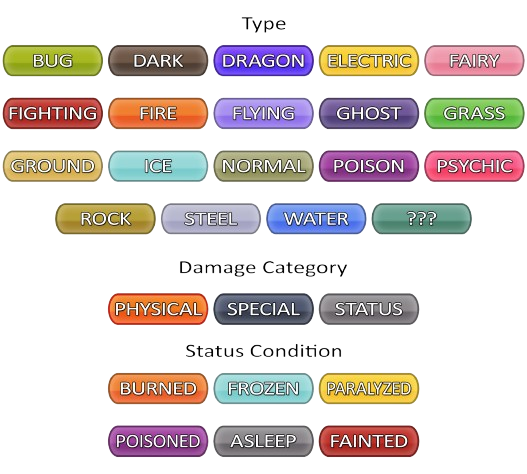 Type
BUG DARK DRAGON ELECTRIC FAIRY
FIGHTING FIRE FLYING GHOST GRASS
GROUND ICE NORMAL POISON PSYCHIC
ROCK STEEL WATER ???
Damage Category
PHYSICAL SPECIAL STATUS
Status Condition
BURNED FROZEN PARALYZED
POISONED ASLEEP FAINTED